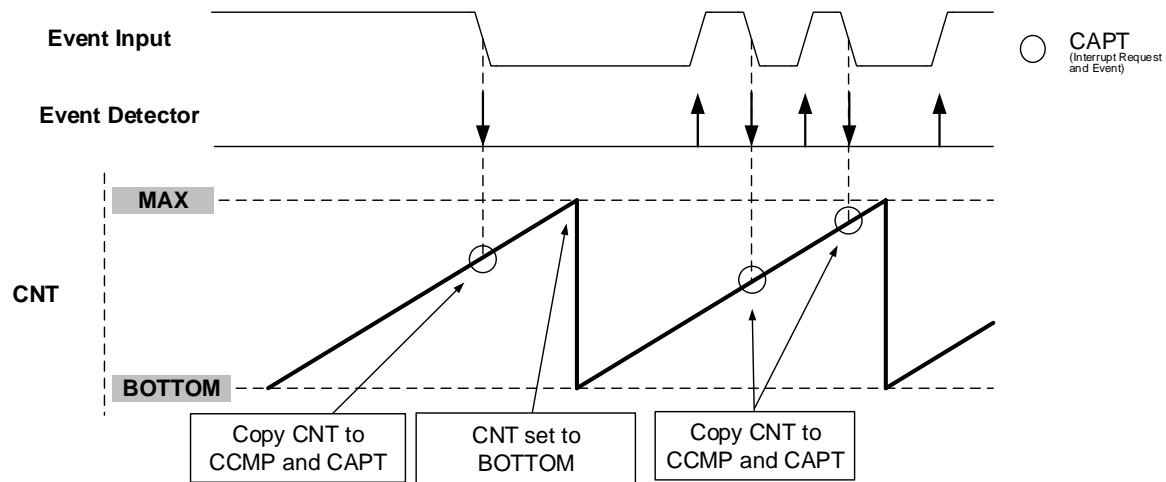 Event Input
CAPT
(Interrupt Request
and Event)
Event Detector
MAX
CNT
BOTTOM
Copy CNT to
CCMP and CAPT
CNT set to
BOTTOM
Copy CNT to
CCMP and CAPT